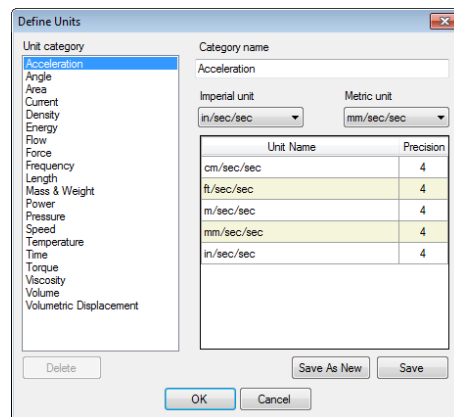 Define Units
Unit category
Acceleration
Angle
Area
Current
Density
Energy
Flow
Force
Frequency
Length
Mass & Weight
Power
Pressure
Speed
Temperature
Time
Torque
Viscosity
Volume
Volumetric Displacement
Delete
Category name
Acceleration
Imperial unit Metric unit
in/sec/sec mm/sec/sec
Unit Name Precision
cm/sec/sec 4
ft/sec/sec 4
m/sec/sec 4
mm/sec/sec 4
in/sec/sec 4
Save As New Save
OK Cancel